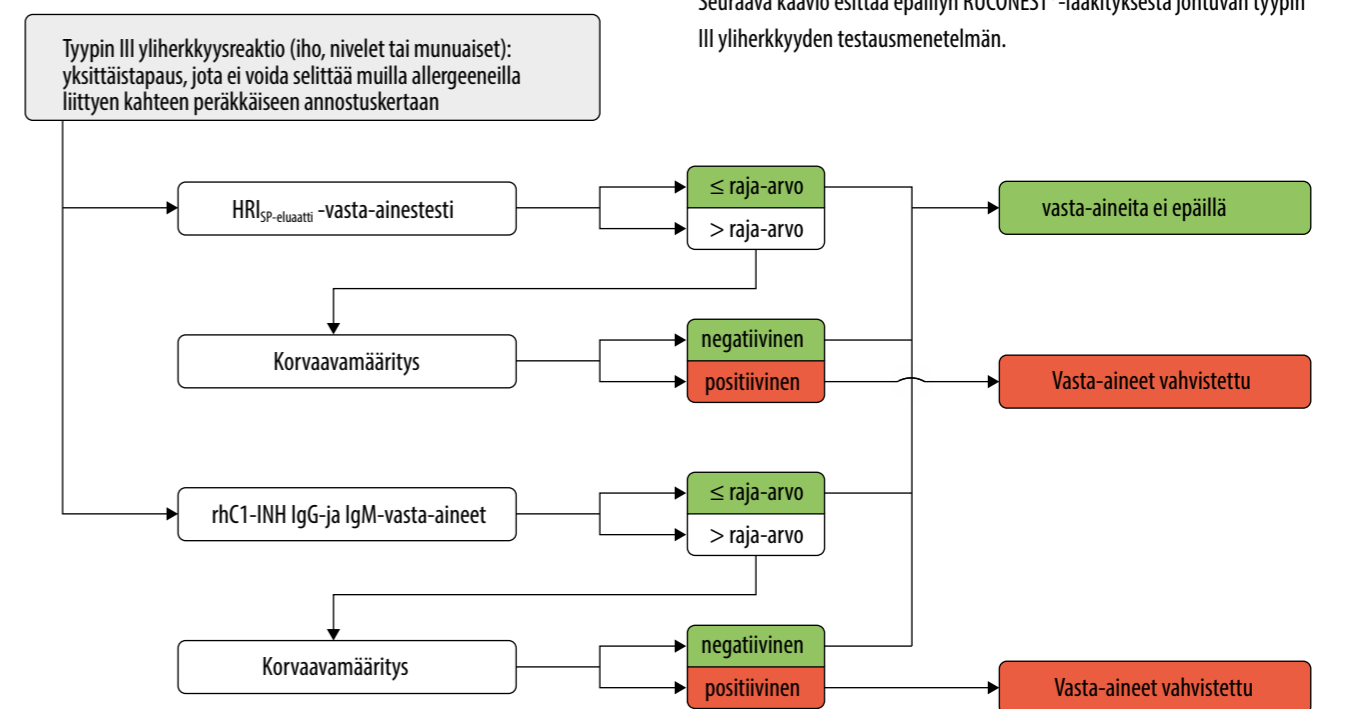 Seuraava kaavio esittää epäillyn RUCONEST -lääkityksestä johtuvan tyypin
III yliherkkyyden testausmenetelmän.
Tyypin III yliherkkyysreaktio (iho, nivelet tai munuaiset):
yksittäistapaus, jota ei voida selittää muilla allergeeneilla
liittyen kahteen peräkkäiseen annostuskertaan
HRISP-eluaatti -vasta-ainestesti
≤ raja-arvo
> raja-arvo
vasta-aineita ei epäillä
Korvaavamääritys
negatiivinen
positiivinen
Vasta-aineet vahvistettu
rhC1-INH IgG-ja IgM-vasta-aineet
≤ raja-arvo
> raja-arvo
Korvaavamääritys
negatiivinen
positiivinen
Vasta-aineet vahvistettu